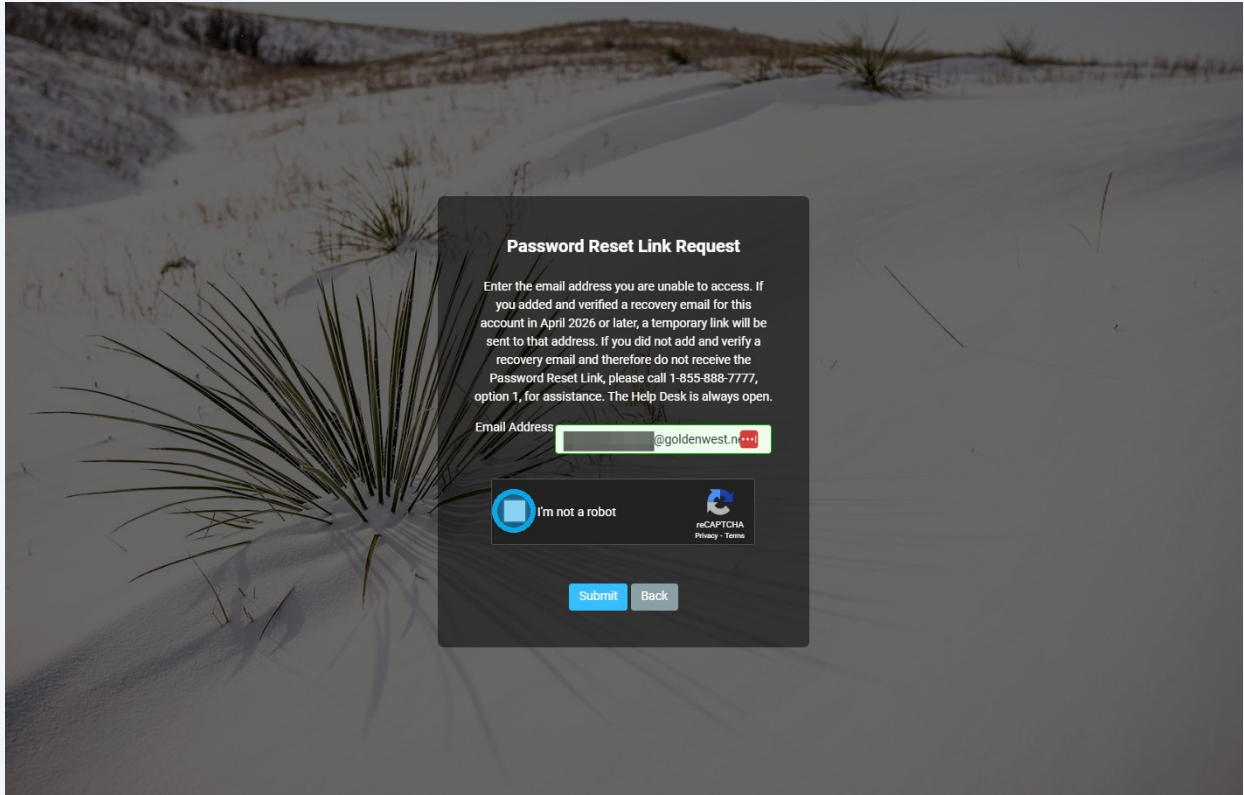 Password Reset Link Request
Enter the email address you are unable to access. If
you added and verified a recovery email for this
account in April 2026 or later, a temporary link will be
sent to that address. If you did not add and verify a
recovery email and therefore do not receive the
Password Reset Link, please call 1-855-888-7777,
option 1, for assistance. The Help Desk is always open.
Email Address
@goldenwest.ne
I'm not a robot
reCAPTCHA
Privacy - Terms
Submit
Back